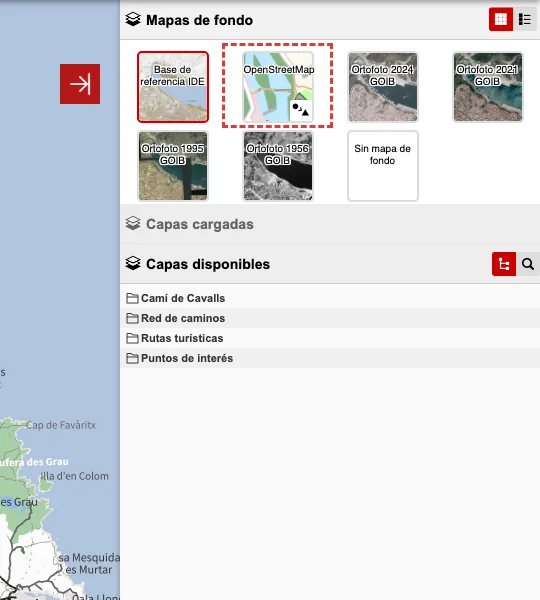 Mapas de fondo
Base de
referencia IDE
OpenStreetMap
Ortofoto 2024
GOIB
Ortofoto 2021
GOIB
Ortofoto 1995
GOIB
Ortofoto 1956
GOIB
Sin mapa de
fondo
Capas cargadas
Capas disponibles
Camí de Cavalls
Red de caminos
Rutas turísticas
Puntos de interés
s
Cap de Favàritx
ufera des Grau
illa d'en Colom
es Grau
sa Mesquida
es Murtar